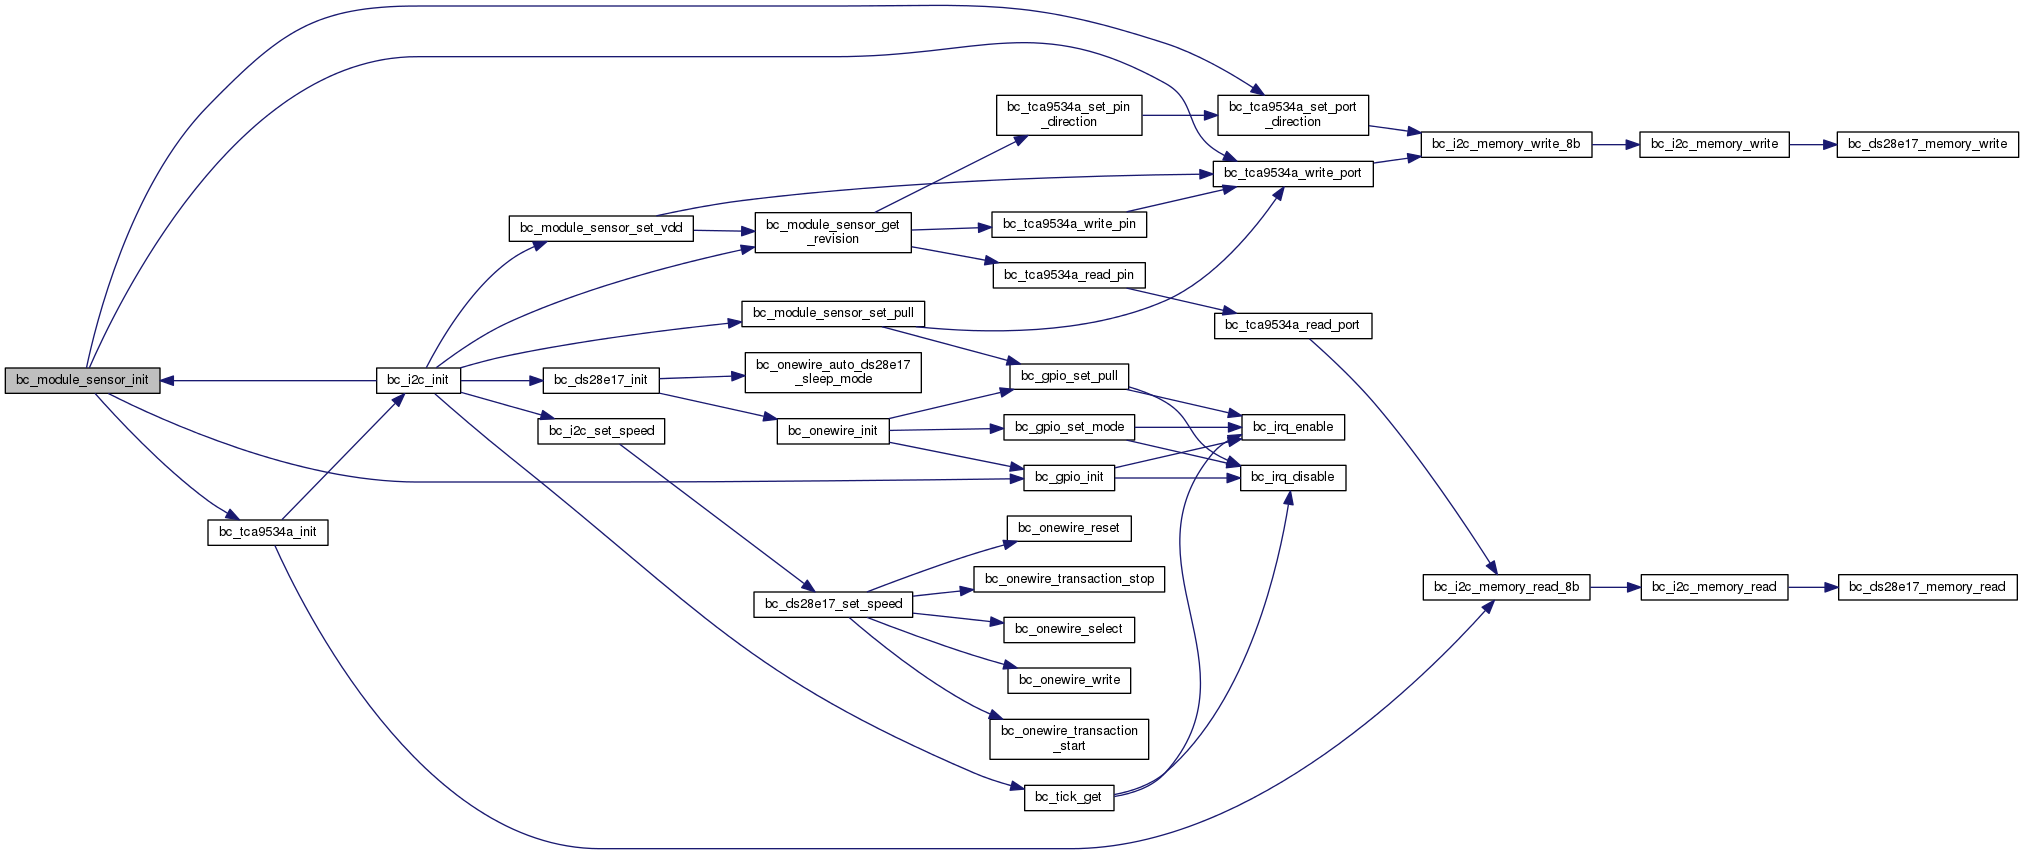 bc_module_sensor_init
bc_tca9534a_init
bc_i2c_init
bc_module_sensor_set_vdd
bc_ds28e17_init
bc_i2c_set_speed
bc_module_sensor_get
_revision
bc_module_sensor_set_pull
bc_onewire_auto_ds28e17
_sleep_mode
bc_onewire_init
bc_ds28e17_set_speed
bc_tca9534a_set_pin
_direction
bc_tca9534a_write_pin
bc_tca9534a_read_pin
bc_gpio_set_pull
bc_gpio_set_mode
bc_gpio_init
bc_onewire_reset
bc_onewire_transaction_stop
bc_onewire_select
bc_onewire_write
bc_onewire_transaction
_start
bc_tick_get
bc_tca9534a_set_port
_direction
bc_tca9534a_write_port
bc_tca9534a_read_port
bc_irq_enable
bc_irq_disable
bc_i2c_memory_write_8b
bc_i2c_memory_read_8b
bc_i2c_memory_write
bc_i2c_memory_read
bc_ds28e17_memory_write
bc_ds28e17_memory_read